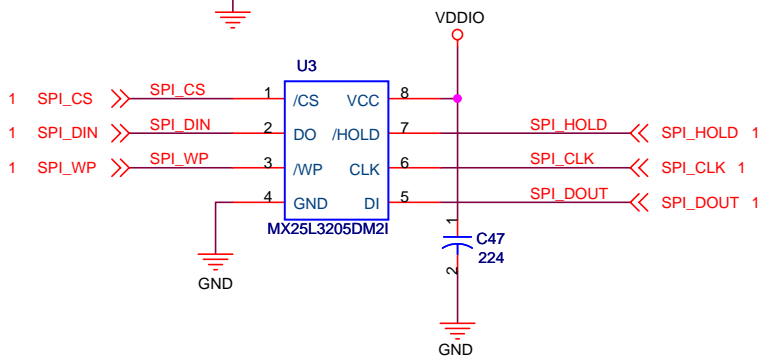 VDDIO
U3
1 SPI_CS SPI_CS 1 /CS VCC 8
1 SPI_DIN SPI_DIN 2 DO /HOLD 7 SPI_HOLD SPI_HOLD 1
1 SPI_WP SPI_WP 3 /WP CLK 6 SPI_CLK SPI_CLK 1
4 GND DI 5 SPI_DOUT SPI_DOUT 1
MX25L3205DM2I
1
C47
224
2
GND
GND